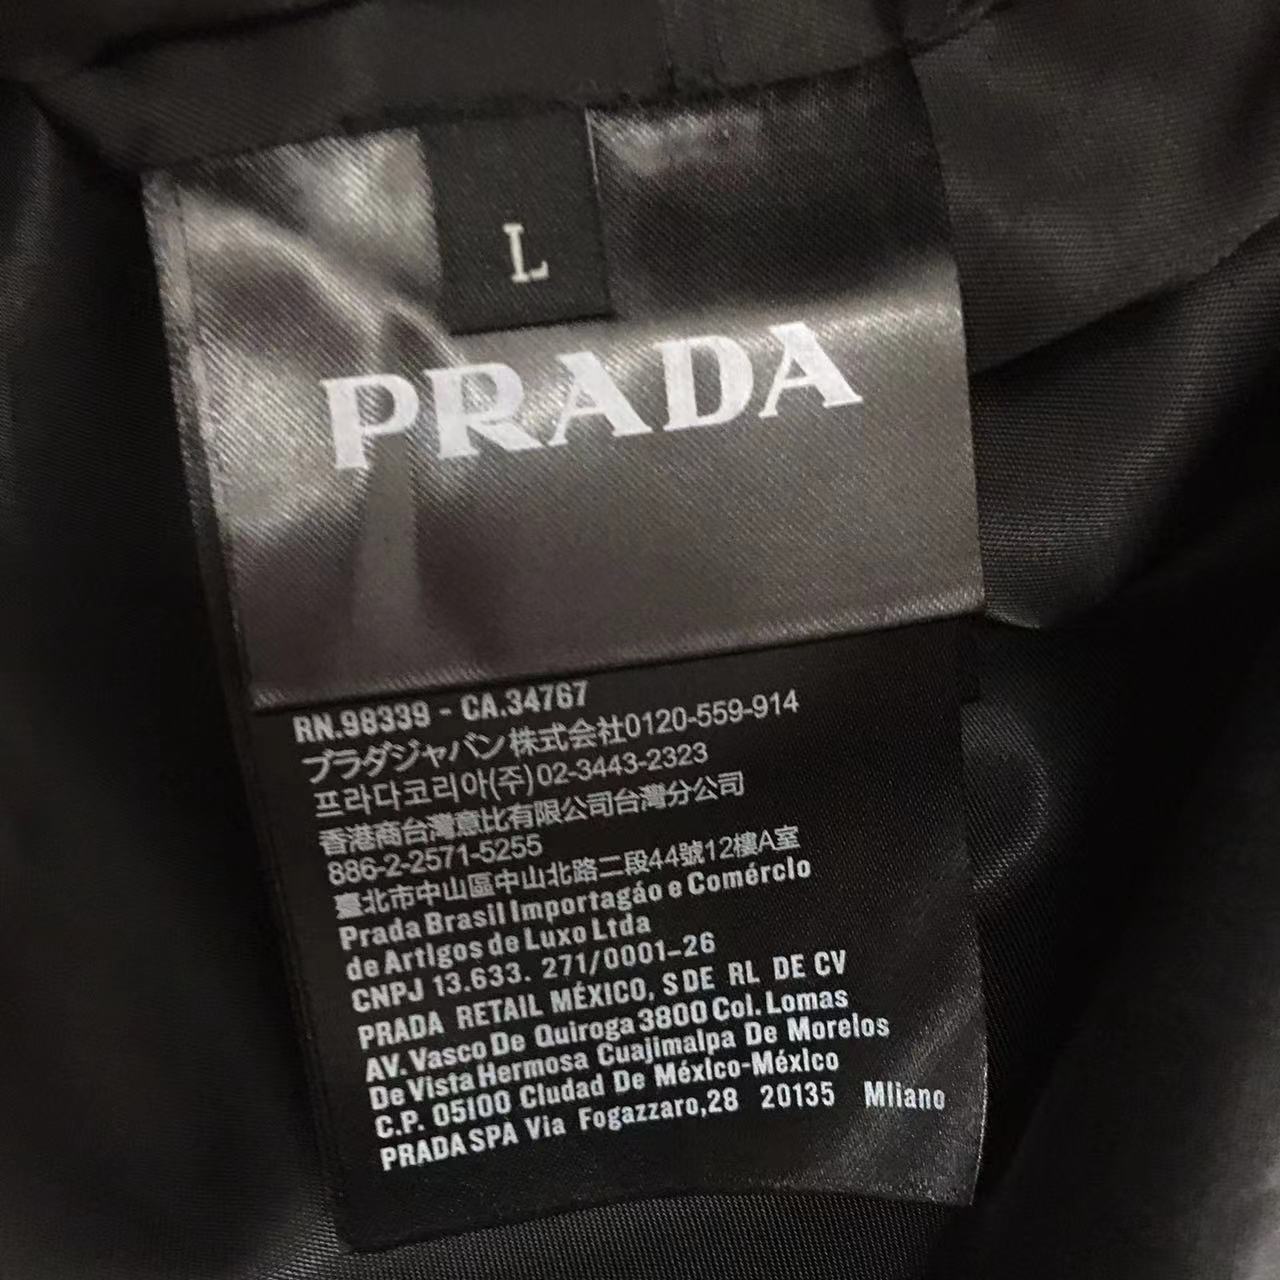 L
PRADA
RN.98339 - CA.34767
プラダジャバン株式会社0120-559-914
프라다코리아(주)02-3443-2323
香港商台灣意比有限公司台灣分公司
886-2-2571-5255
臺北市中山區中山北路二段44號12樓A室
Prada Brasil Importagáo e Comérclo
de Artlgos de Luxo Ltda
CNPJ 13.633. 271/0001-26
PRADA RETAIL MÉXICO, S DE RL DE CV
AV. Vasco De Quiroga 3800 Col. Lomas
De Vista Hermosa Cuajimalpa De Morelos
C.P. 05100 Cludad De Méxlco-Méxlco
PRADA SPA Via Fogazzaro,28 20135 Mllano